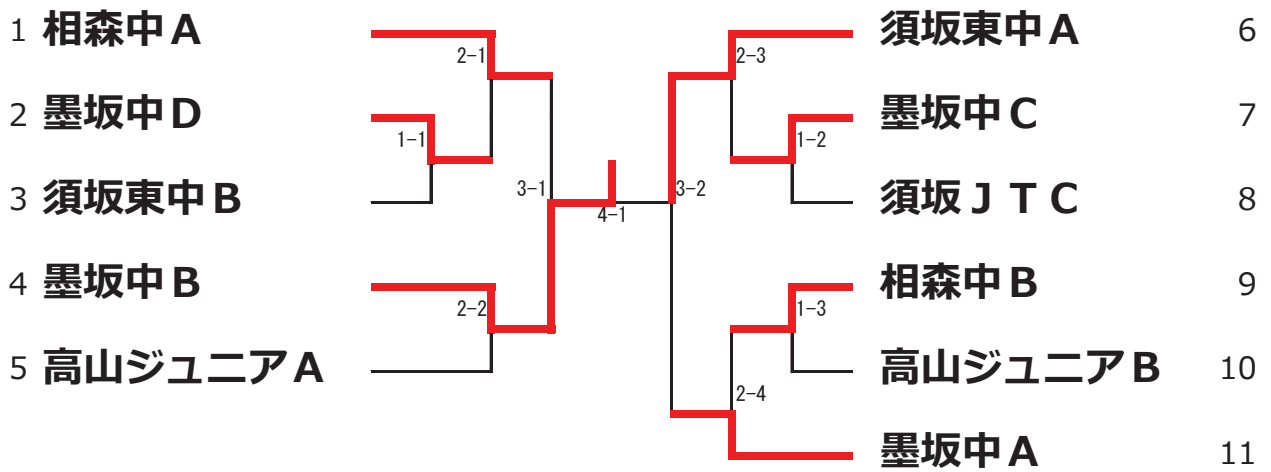 1 相森中A
2 墨坂中D
3 須坂東中B
4 墨坂中B
5 高山ジュニアA
2-1
1-1
2-2
3-1
4-1
3-2
2-3
1-2
1-3
2-4
須坂東中A 6
墨坂中C 7
須坂JTC 8
相森中B 9
高山ジュニアB 10
墨坂中A 11